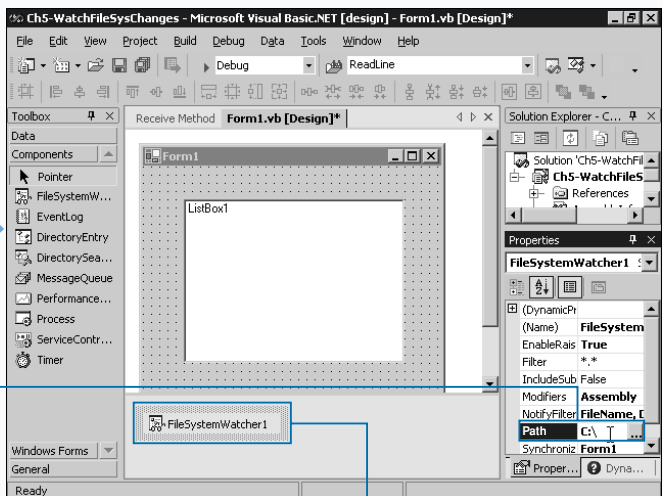 Ch5-WatchFileSysChanges - Microsoft Visual Basic.NET [design] - Form1.vb [Design]*
File Edit View Project Build Debug Data Tools Window Help
Debug ReadLine
Toolbox
Data
Components
Pointer
FileSystemW...
EventLog
DirectoryEntry
DirectorySea...
MessageQueue
Performance...
Process
ServiceContr...
Timer
Windows Forms
General
Receive Method Form1.vb [Design]*
Form1
ListBox1
FileSystemWatcher1
Solution Explorer - C...
Solution 'Ch5-WatchFil
Ch5-WatchFileS
References
Properties
FileSystemWatcher1
(DynamicPr
(Name) FileSystem
EnableRais True
Filter *.*
IncludeSub False
Modifiers Assembly
NotifyFilter FileName, D
Path C:\ ...
Synchroniz Form1
Proper... Dyna...
Ready